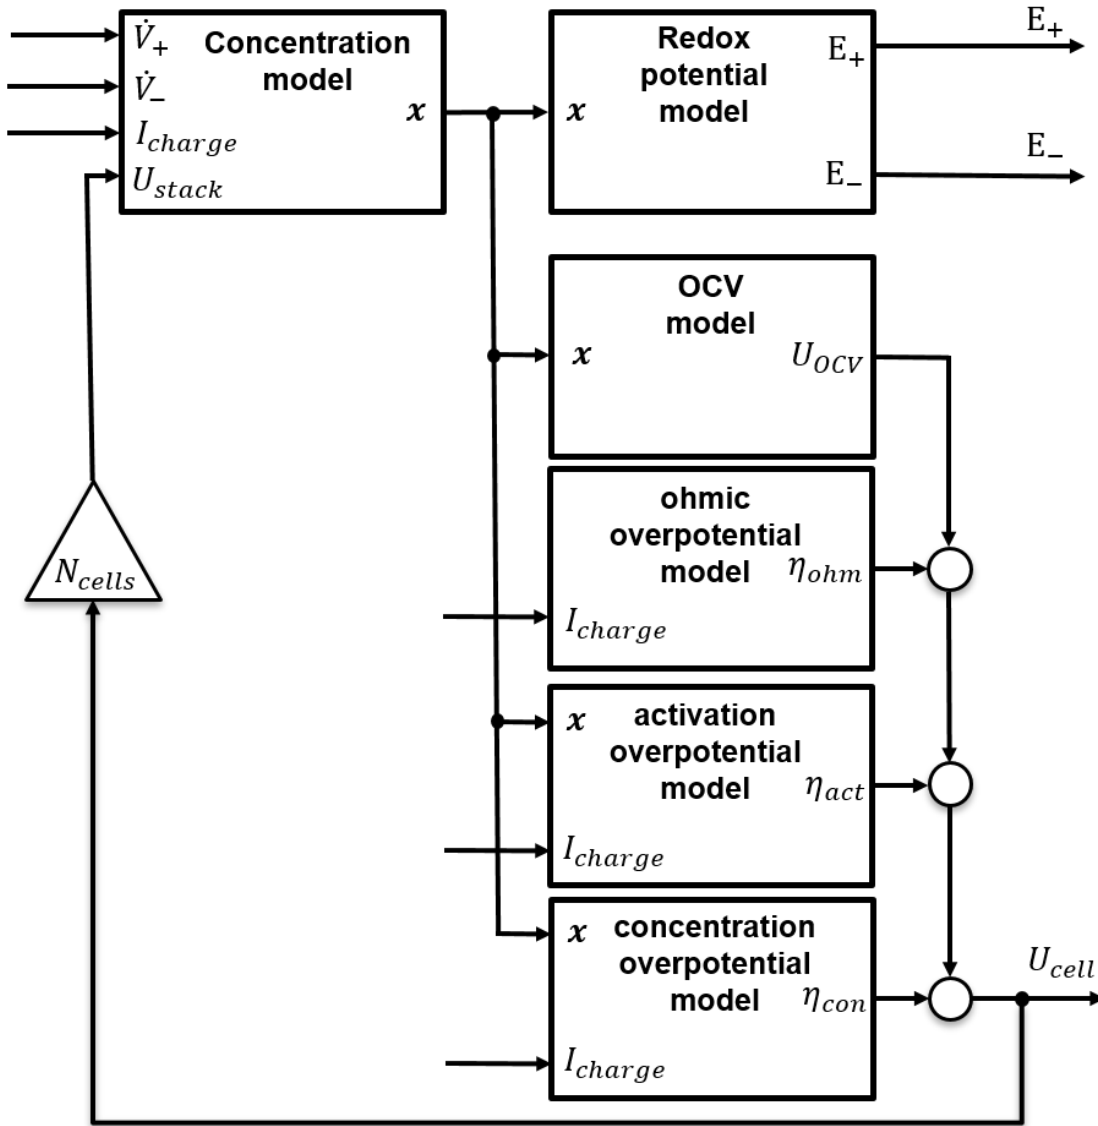 V̇₊
V̇₋
I_charge
U_stack
Concentration
model
x
x
Redox
potential
model
E₊
E₋
E₊
E₋
x
OCV
model
U_OCV
N_cells
ohmic
overpotential
model
η_ohm
I_charge
x
activation
overpotential
model
η_act
I_charge
x
concentration
overpotential
model
η_con
I_charge
U_cell